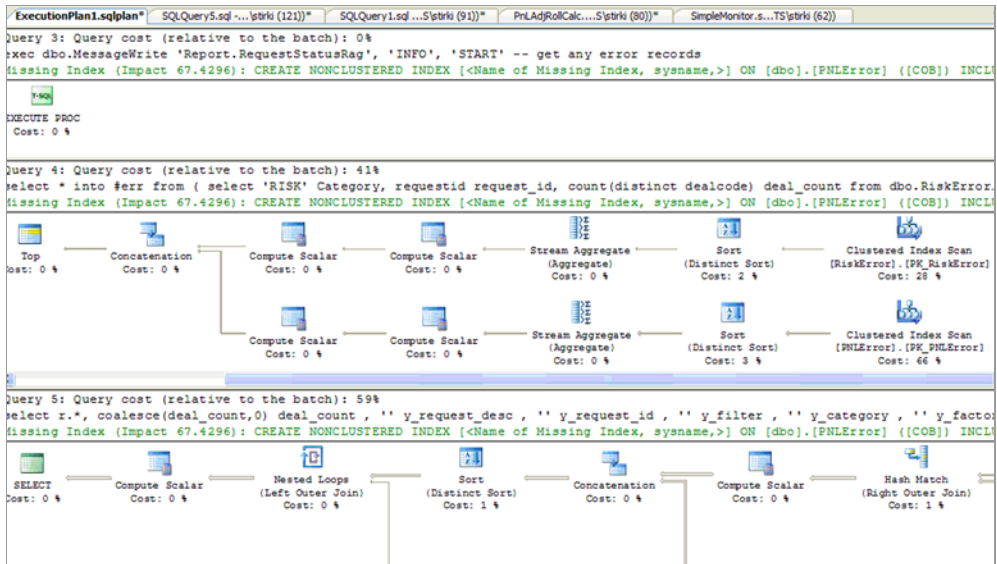 ExecutionPlan1.sqlplan* SQLQuery5.sql -...\stirki (121))* SQLQuery1.sql ...S\stirki (91))* PnLAdjRollCalc....S\stirki (80))* SimpleMonitor.s...TS\stirki (62))
Query 3: Query cost (relative to the batch): 0%
exec dbo.MessageWrite 'Report.RequestStatusRag', 'INFO', 'START' -- get any error records
Missing Index (Impact 67.4296): CREATE NONCLUSTERED INDEX [<Name of Missing Index, sysname,>] ON [dbo].[PNLError] ([COB]) INCLU
T-SQL
EXECUTE PROC
Cost: 0 %
Query 4: Query cost (relative to the batch): 41%
select * into #err from ( select 'RISK' Category, requestid request_id, count(distinct dealcode) deal_count from dbo.RiskError.
Missing Index (Impact 67.4296): CREATE NONCLUSTERED INDEX [<Name of Missing Index, sysname,>] ON [dbo].[PNLError] ([COB]) INCLU
Top
Cost: 0 %
Concatenation
Cost: 0 %
Compute Scalar
Cost: 0 %
Compute Scalar
Cost: 0 %
Stream Aggregate
(Aggregate)
Cost: 0 %
Sort
(Distinct Sort)
Cost: 2 %
Clustered Index Scan
[RiskError].[PK_RiskError]
Cost: 28 %
Compute Scalar
Cost: 0 %
Compute Scalar
Cost: 0 %
Stream Aggregate
(Aggregate)
Cost: 0 %
Sort
(Distinct Sort)
Cost: 3 %
Clustered Index Scan
[PNLError].[PK_PNLError]
Cost: 66 %
Query 5: Query cost (relative to the batch): 59%
select r.*, coalesce(deal_count,0) deal_count , '' y_request_desc , '' y_request_id , '' y_filter , '' y_category , '' y_factor
Missing Index (Impact 67.4296): CREATE NONCLUSTERED INDEX [<Name of Missing Index, sysname,>] ON [dbo].[PNLError] ([COB]) INCLU
SELECT
Cost: 0 %
Compute Scalar
Cost: 0 %
Nested Loops
(Left Outer Join)
Cost: 0 %
Sort
(Distinct Sort)
Cost: 1 %
Concatenation
Cost: 0 %
Compute Scalar
Cost: 0 %
Hash Match
(Right Outer Join)
Cost: 1 %